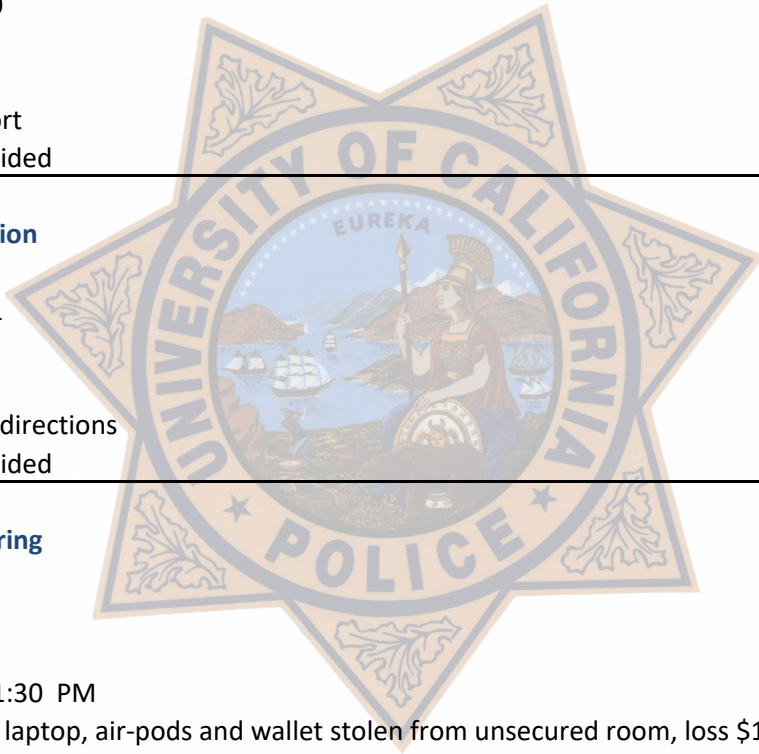 rt
ided
UNIVERSITY OF CALIFORNIA
EUREKA
ion
directions
ided
POLICE
ring
:30 PM
laptop, air-pods and wallet stolen from unsecured room, loss $1